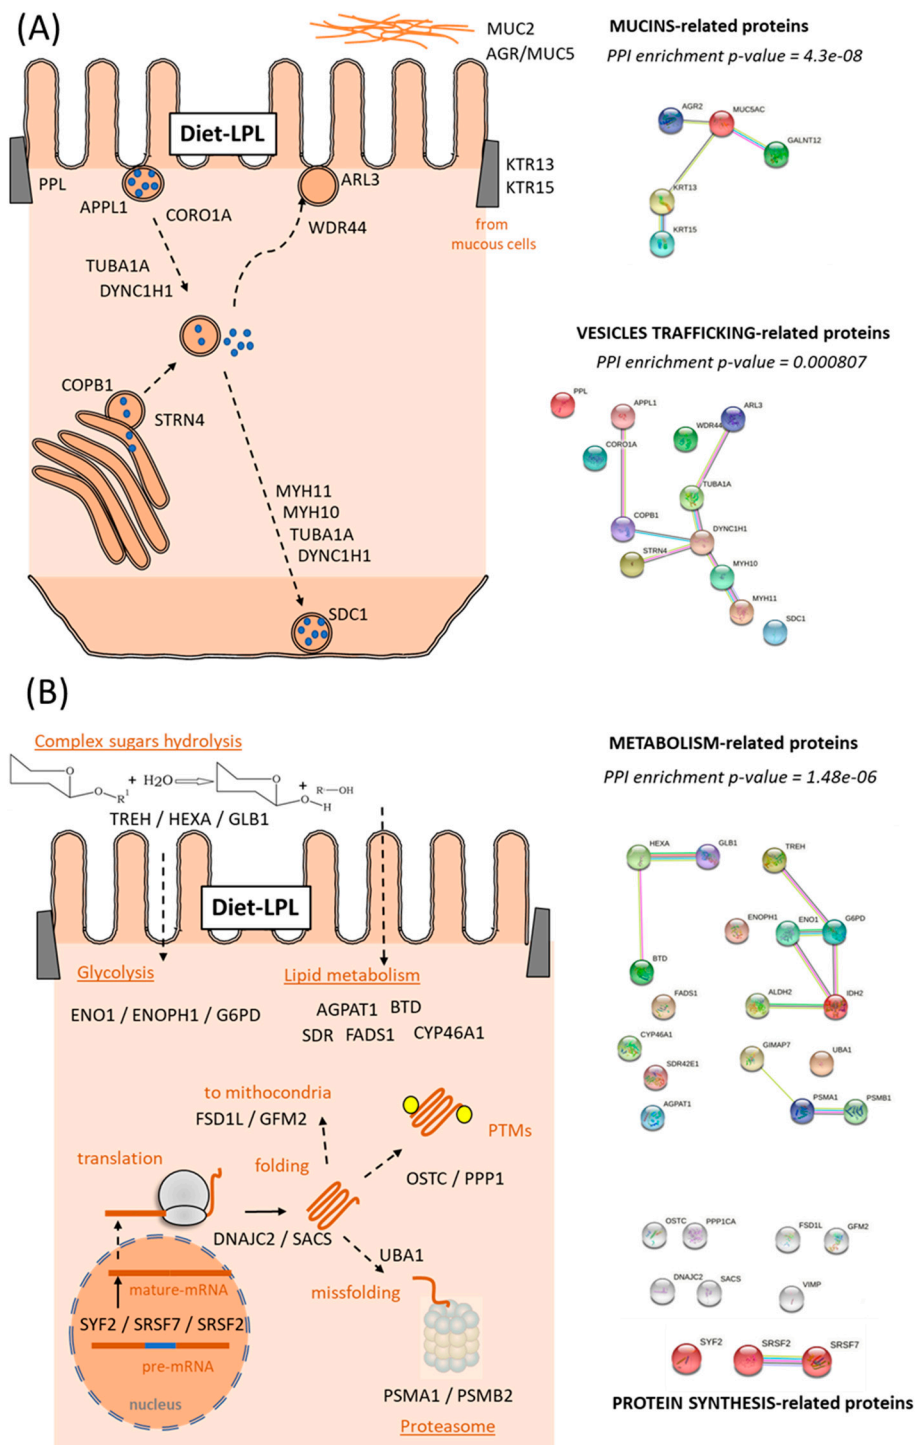 (A)
MUC2
AGR/MUC5
Diet-LPL
PPL
APPL1
CORO1A
ARL3
WDR44
KTR13
KTR15
from
mucous cells
TUBA1A
DYNC1H1
COPB1
STRN4
MYH11
MYH10
TUBA1A
DYNC1H1
SDC1
MUCINS-related proteins
PPI enrichment p-value = 4.3e-08
AGR2
MUC5AC
GALNT12
KRT13
KRT15
VESICLES TRAFFICKING-related proteins
PPI enrichment p-value = 0.000807
PPL
APPL1
ARL3
WDR44
CORO1A
TUBA1A
COPB1
DYNC1H1
STRN4
MYH10
MYH11
SDC1
(B)
Complex sugars hydrolysis
O
O
R¹
+ H₂O
O
O
H
+ R—OH
TREH / HEXA / GLB1
Diet-LPL
Glycolysis
ENO1 / ENOPH1 / G6PD
Lipid metabolism
AGPAT1 BTD
SDR FADS1 CYP46A1
to mithocondria
FSD1L / GFM2
PTMs
OSTC / PPP1
translation
folding
DNAJC2 / SACS
UBA1
missfolding
mature-mRNA
SYF2 / SRSF7 / SRSF2
pre-mRNA
nucleus
PSMA1 / PSMB2
Proteasome
METABOLISM-related proteins
PPI enrichment p-value = 1.48e-06
HEXA
GLB1
TREH
ENOPH1
ENO1
G6PD
BTD
FADS1
ALDH2
IDH2
CYP46A1
GIMAP7
UBA1
SDR42E1
AGPAT1
PSMA1
PSMB1
OSTC
PPP1CA
FSD1L
GFM2
DNAJC2
SACS
VIMP
SYF2
SRSF2
SRSF7
PROTEIN SYNTHESIS-related proteins